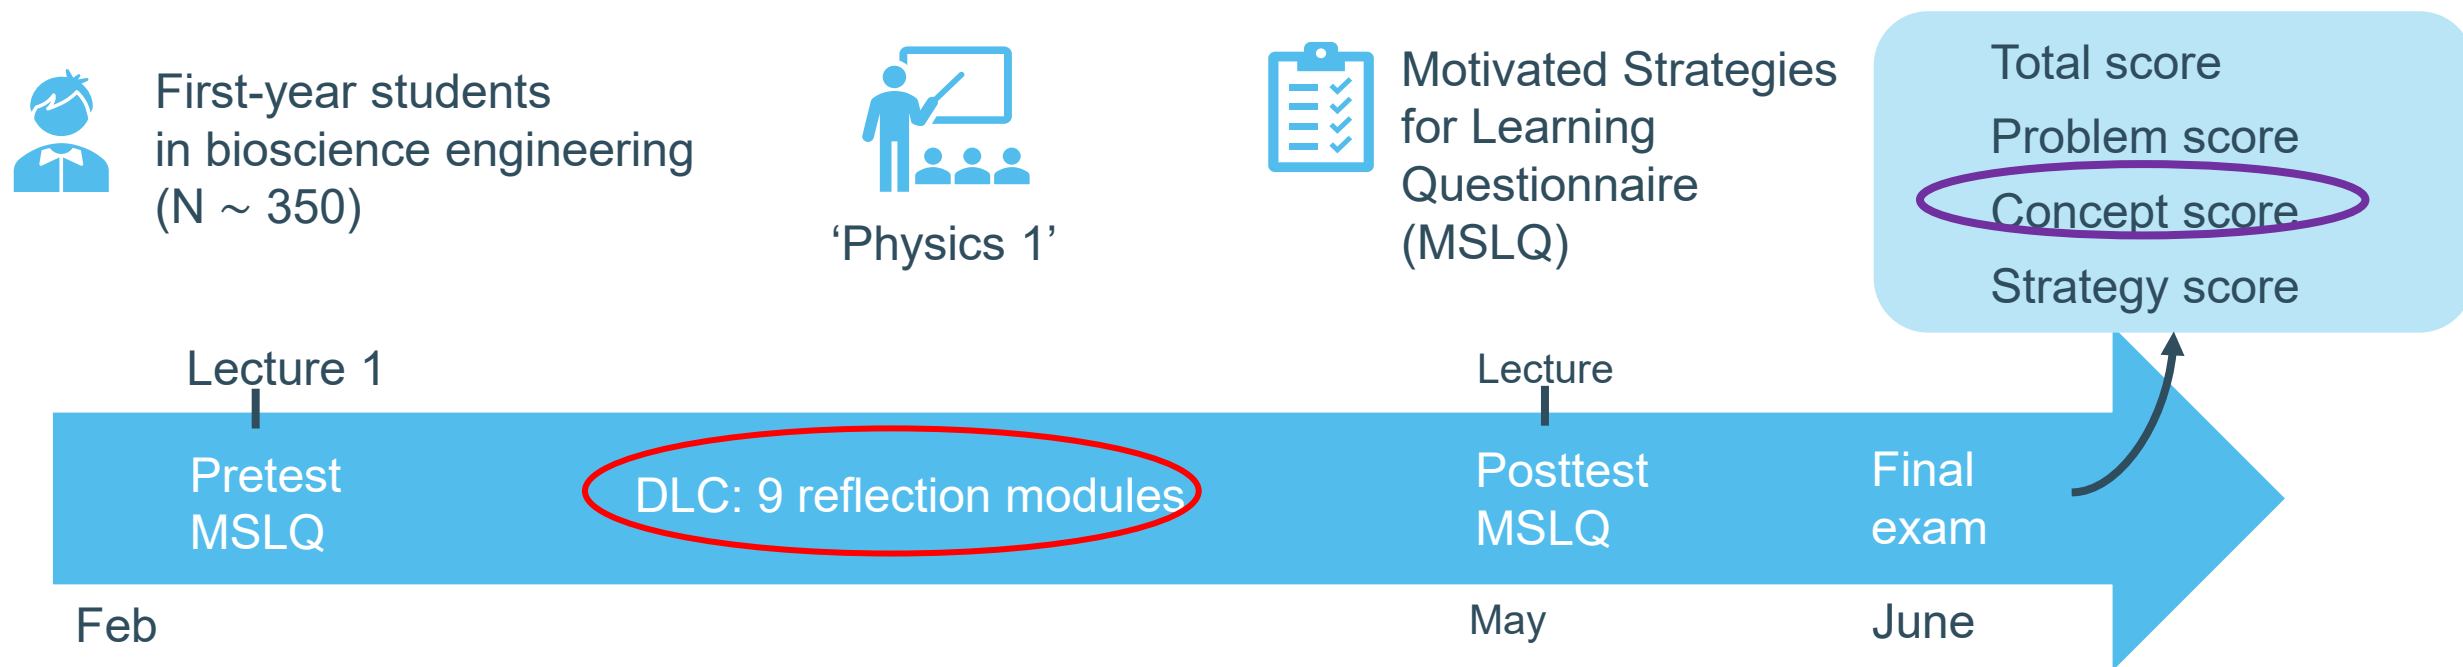 First-year students
in bioscience engineering
(N ~ 350)
‘Physics 1’
Motivated Strategies
for Learning
Questionnaire
(MSLQ)
Total score
Problem score
Concept score
Strategy score
Lecture 1
Lecture
Pretest
MSLQ
DLC: 9 reflection modules
Posttest
MSLQ
Final
exam
Feb
May
June